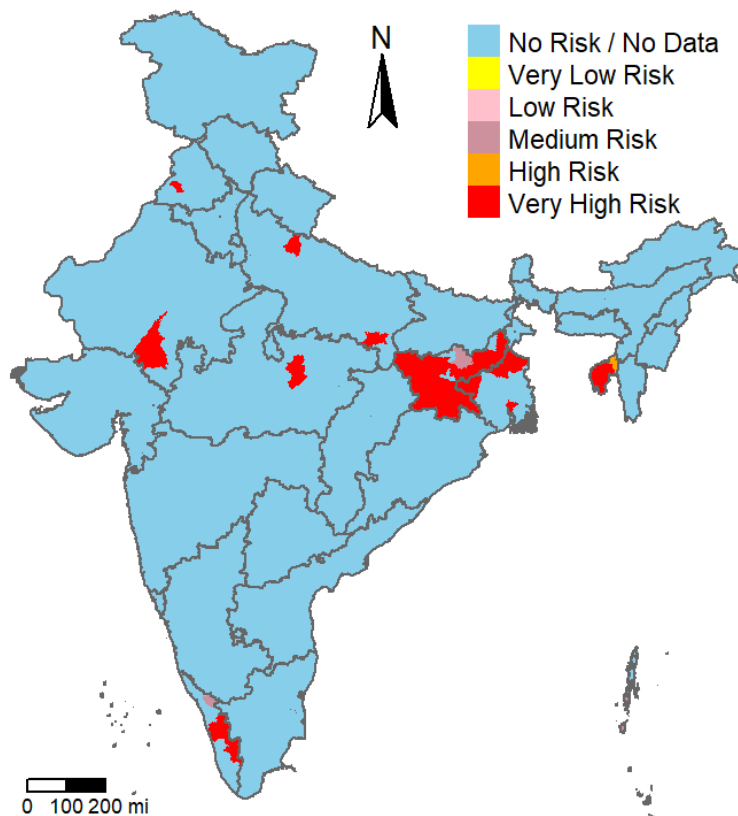 N
No Risk / No Data
Very Low Risk
Low Risk
Medium Risk
High Risk
Very High Risk
0 100 200 mi